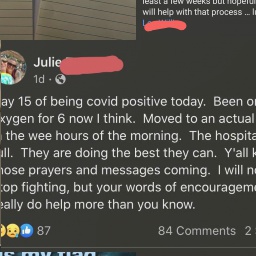 least a few weeks but hopefully
will help with that process ...
Julie
1d ·
ay 15 of being covid positive today. Been o
xygen for 6 now I think. Moved to an actual
the wee hours of the morning. The hospita
ull. They are doing the best they can. Y'all k
hose prayers and messages coming. I will n
top fighting, but your words of encourageme
eally do help more than you know.
87
84 Comments 2